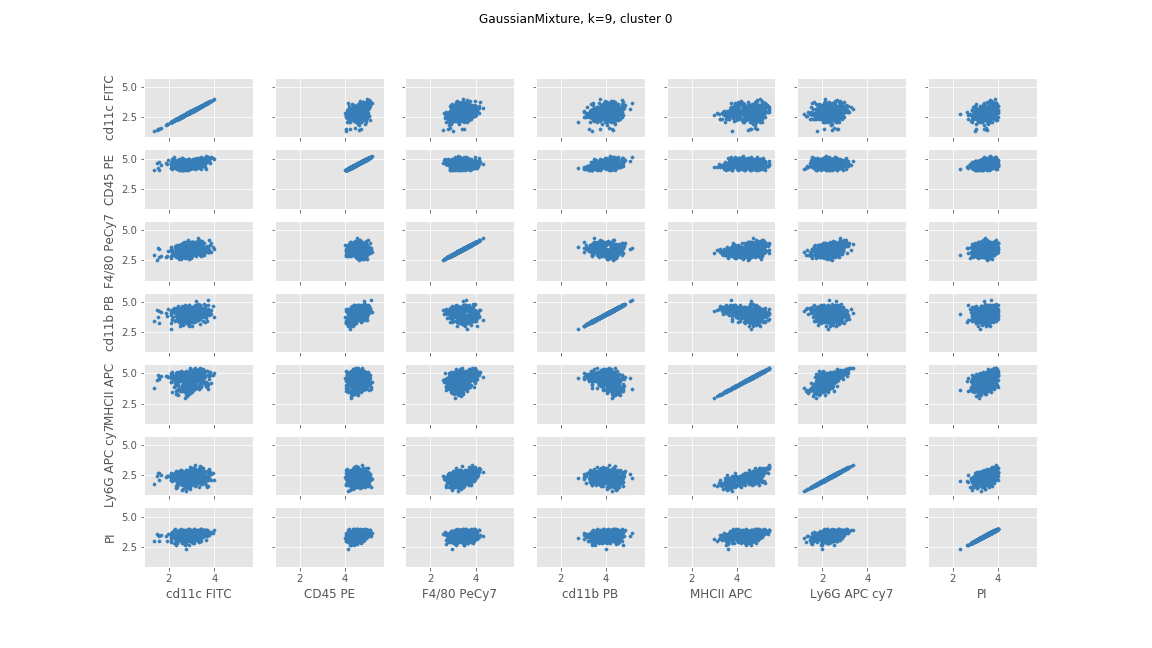 GaussianMixture, k=9, cluster 0
cd11c FITC
5.0
2.5
CD45 PE
5.0
2.5
F4/80 PeCy7
5.0
2.5
cd11b PB
5.0
2.5
MHCII APC
5.0
2.5
Ly6G APC cy7
5.0
2.5
PI
5.0
2.5
2 4 2 4 2 4 2 4 2 4 2 4 2 4
cd11c FITC CD45 PE F4/80 PeCy7 cd11b PB MHCII APC Ly6G APC cy7 PI